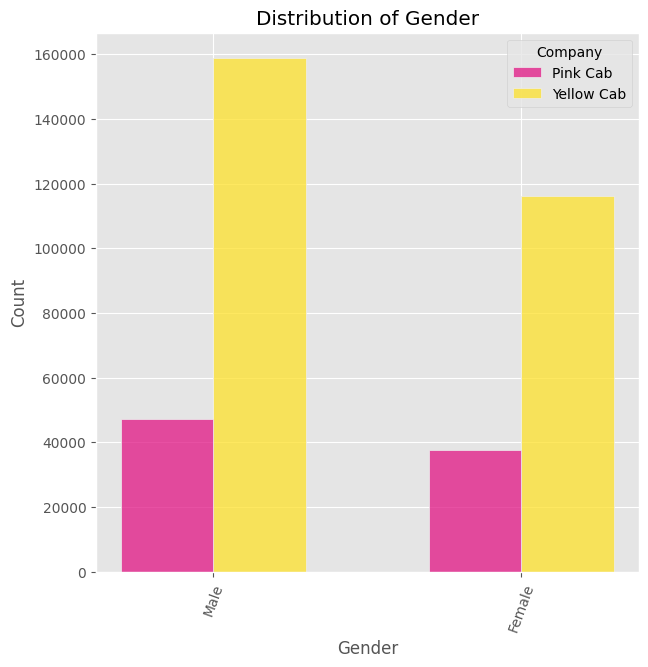 Distribution of Gender
Company
Pink Cab
Yellow Cab
160000
140000
120000
100000
80000
60000
40000
20000
0
Count
Male
Female
Gender